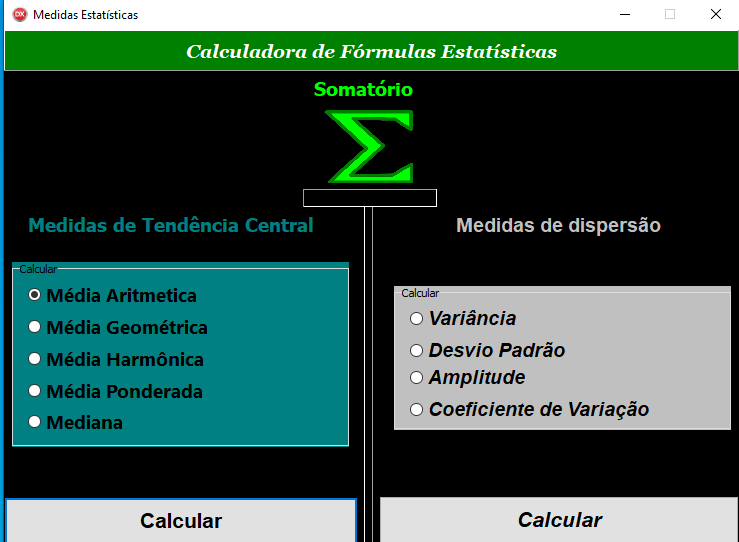 DX Medidas Estatísticas
Calculadora de Fórmulas Estatísticas
Somatório
Σ
Medidas de Tendência Central
Calcular
Média Aritmetica
Média Geométrica
Média Harmônica
Média Ponderada
Mediana
Calcular
Medidas de dispersão
Calcular
Variância
Desvio Padrão
Amplitude
Coeficiente de Variação
Calcular